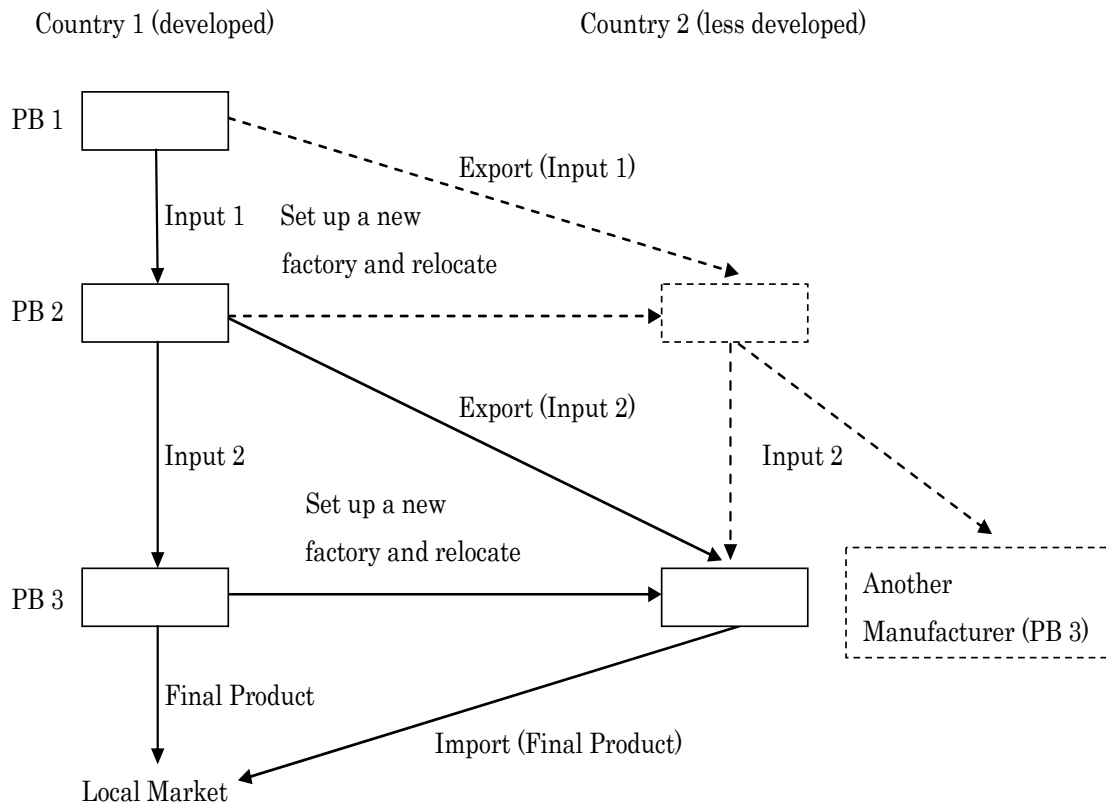 Country 1 (developed)
Country 2 (less developed)
PB 1
Export (Input 1)
Input 1
Set up a new
factory and relocate
PB 2
Export (Input 2)
Input 2
Input 2
Set up a new
factory and relocate
PB 3
Another
Manufacturer (PB 3)
Final Product
Import (Final Product)
Local Market